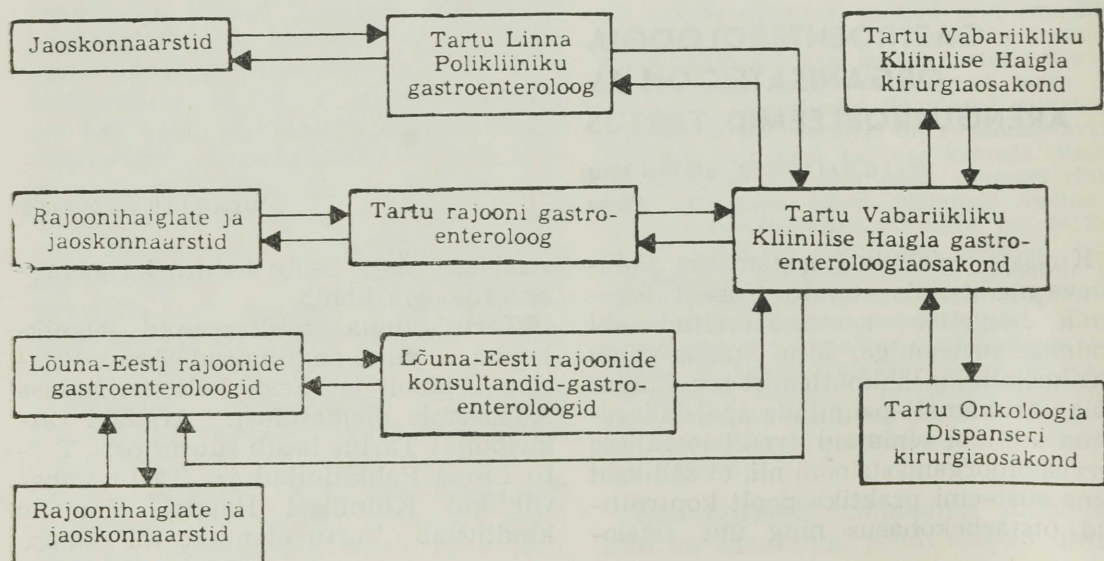 Jaoskonnaarstid
Tartu Linna
Polikliiniku
gastroenteroloog
Tartu Vabariikliku
Kliinilise Haigla
kirurgiaosakond
Rajoonihaiglate ja
jaoskonnaarstid
Tartu rajooni gastro-
enteroloog
Tartu Vabariikliku
Kliinilise Haigla gastro-
enteroloogiaosakond
Lõuna-Eesti rajoonide
gastroenteroloogid
Lõuna-Eesti rajoonide
konsultandid-gastro-
enteroloogid
Tartu Onkoloogia
Dispanseri
kirurgiaosakond
Rajoonihaiglate ja
jaoskonnaarstid